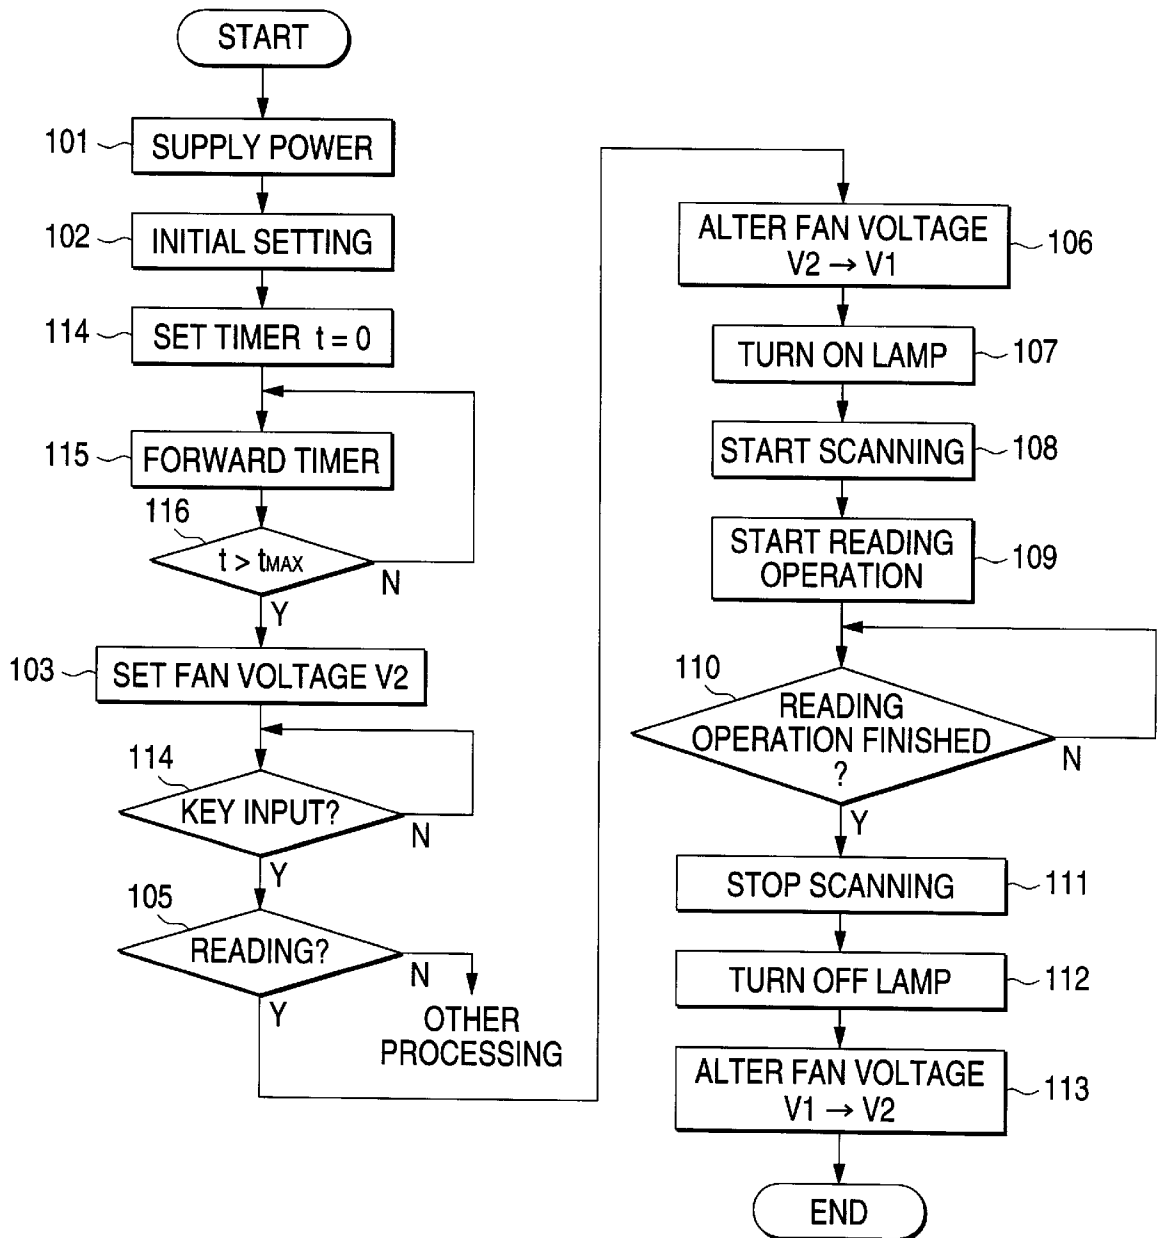 START
101
SUPPLY POWER
102
INITIAL SETTING
114
SET TIMER t = 0
115
FORWARD TIMER
116
t > tMAX
N
Y
103
SET FAN VOLTAGE V2
114
KEY INPUT?
N
Y
105
READING?
N
Y
OTHER
PROCESSING
ALTER FAN VOLTAGE
V2 → V1
106
TURN ON LAMP
107
START SCANNING
108
START READING
OPERATION
109
110
READING
OPERATION FINISHED
?
N
Y
STOP SCANNING
111
TURN OFF LAMP
112
ALTER FAN VOLTAGE
V1 → V2
113
END